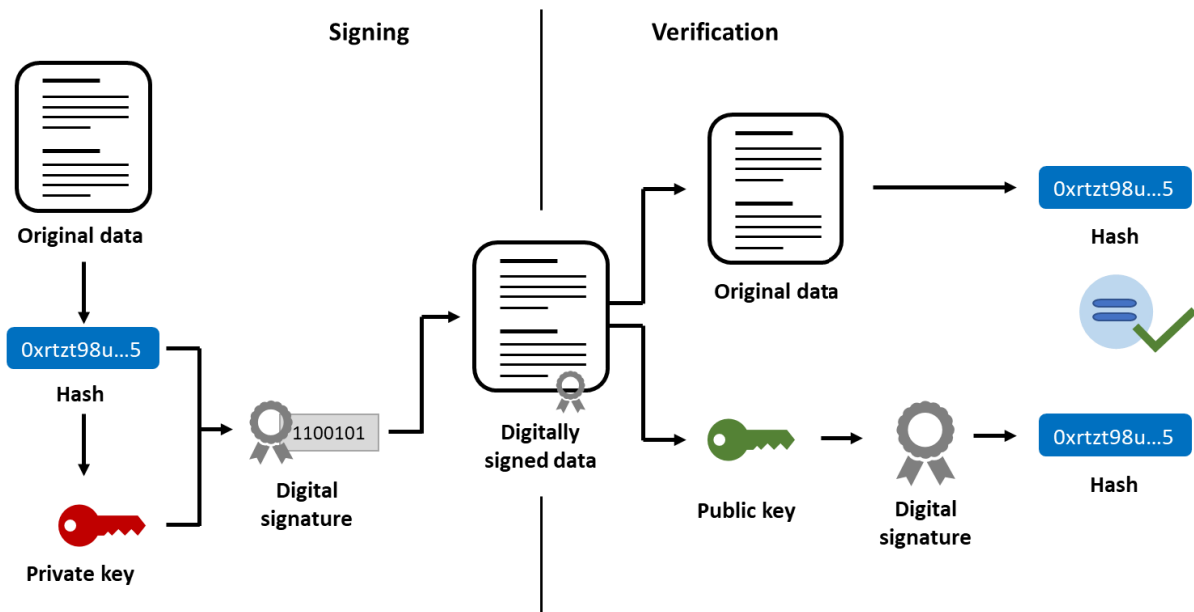 Signing
Verification
Original data
0xrtzt98u...5
Hash
Private key
1100101
Digital
signature
Digitally
signed data
Original data
0xrtzt98u...5
Hash
Public key
Digital
signature
0xrtzt98u...5
Hash